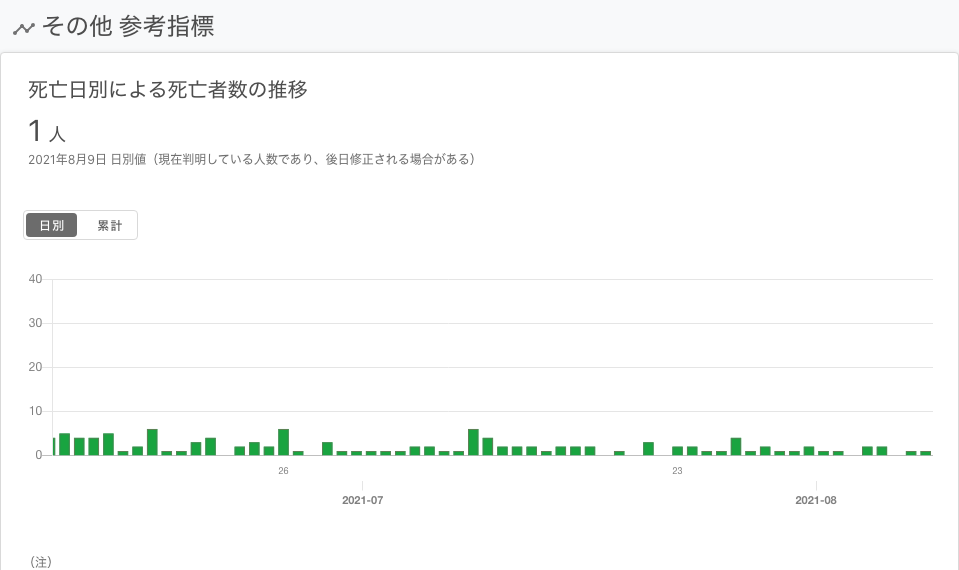 その他 参考指標
死亡日別による死亡者数の推移
1 人
2021年8月9日 日別値（現在判明している人数であり、後日修正される場合がある）
日別 累計
40
30
20
10
0
26 23
2021-07 2021-08
（注）